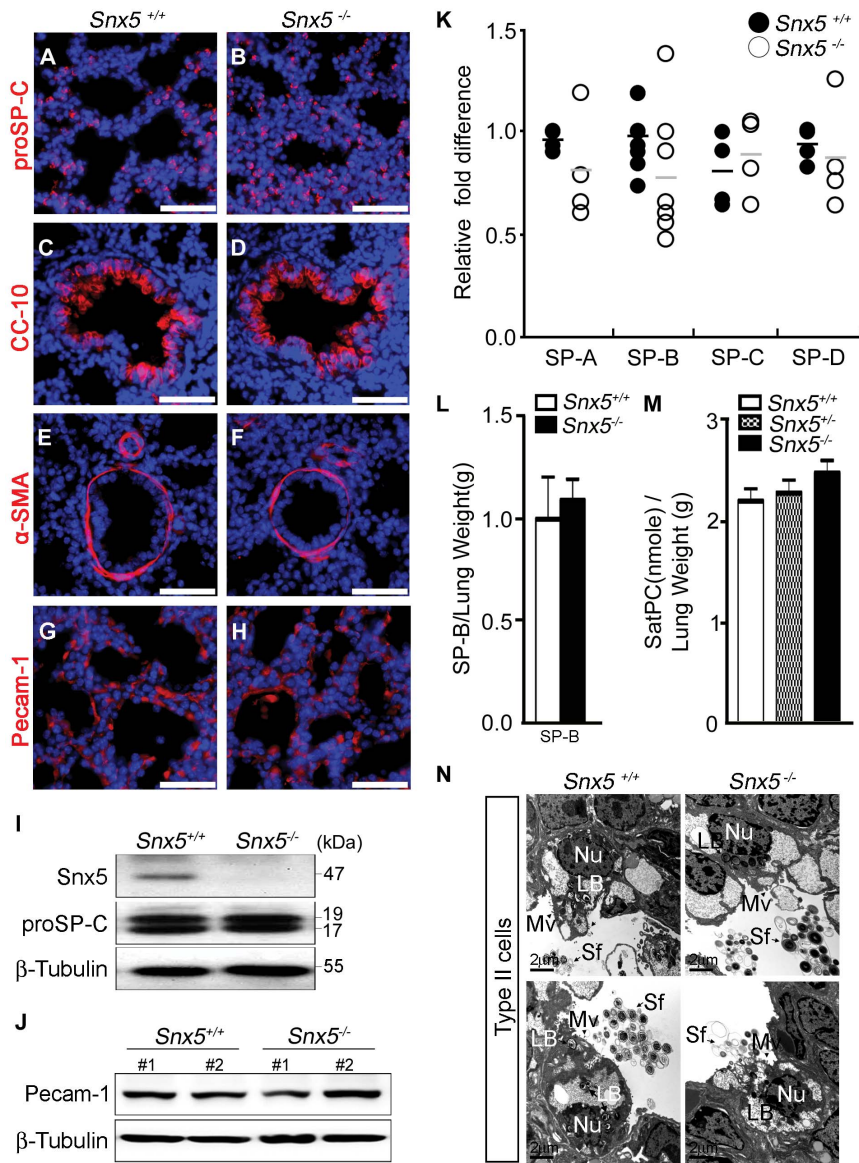 Snx5 +/+ Snx5 -/-
proSP-C
A B
CC-10
C D
α-SMA
E F
Pecam-1
G H
I
Snx5+/+ Snx5-/- (kDa)
Snx5 47
proSP-C 19
17
β-Tubulin 55
J
Snx5+/+ Snx5-/-
#1 #2 #1 #2
Pecam-1
β-Tubulin
K
Snx5 +/+
Snx5 -/-
Relative fold difference
1.5
1.0
0.5
0.0
SP-A SP-B SP-C SP-D
L
Snx5+/+
Snx5-/-
SP-B/Lung Weight(g)
1.5
1.0
0.5
0.0
SP-B
M
Snx5+/+
Snx5+/-
Snx5-/-
SatPC(nmole) /
Lung Weight (g)
3
2
1
0
N
Snx5 +/+ Snx5 -/-
Type II cells
Nu
LB
Mv
Sf
2μm
Nu
LB
Mv
Sf
2μm
Sf
Mv
LB
LB
Nu
2μm
Sf
Mv
Nu
LB
2μm